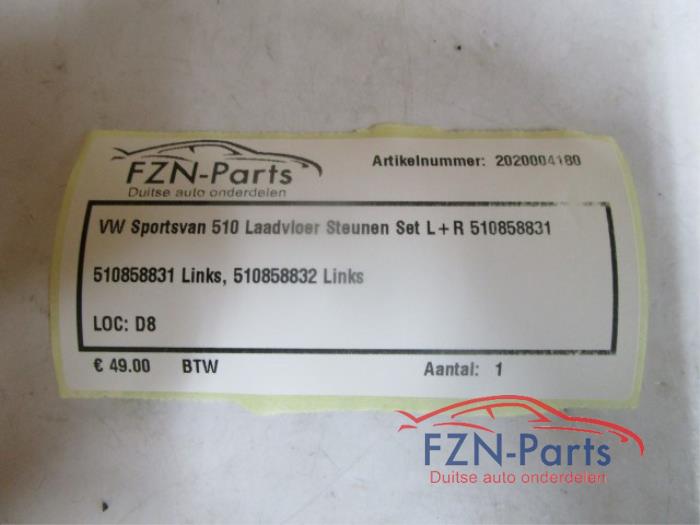 FZN-Parts
Duitse auto onderdelen
Artikelnummer: 2020004180
VW Sportsvan 510 Laadvloer Steunen Set L+R 510858831
510858831 Links, 510858832 Links
LOC: D8
€ 49.00 BTW Aantal: 1
FZN-Parts
Duitse auto onderdelen